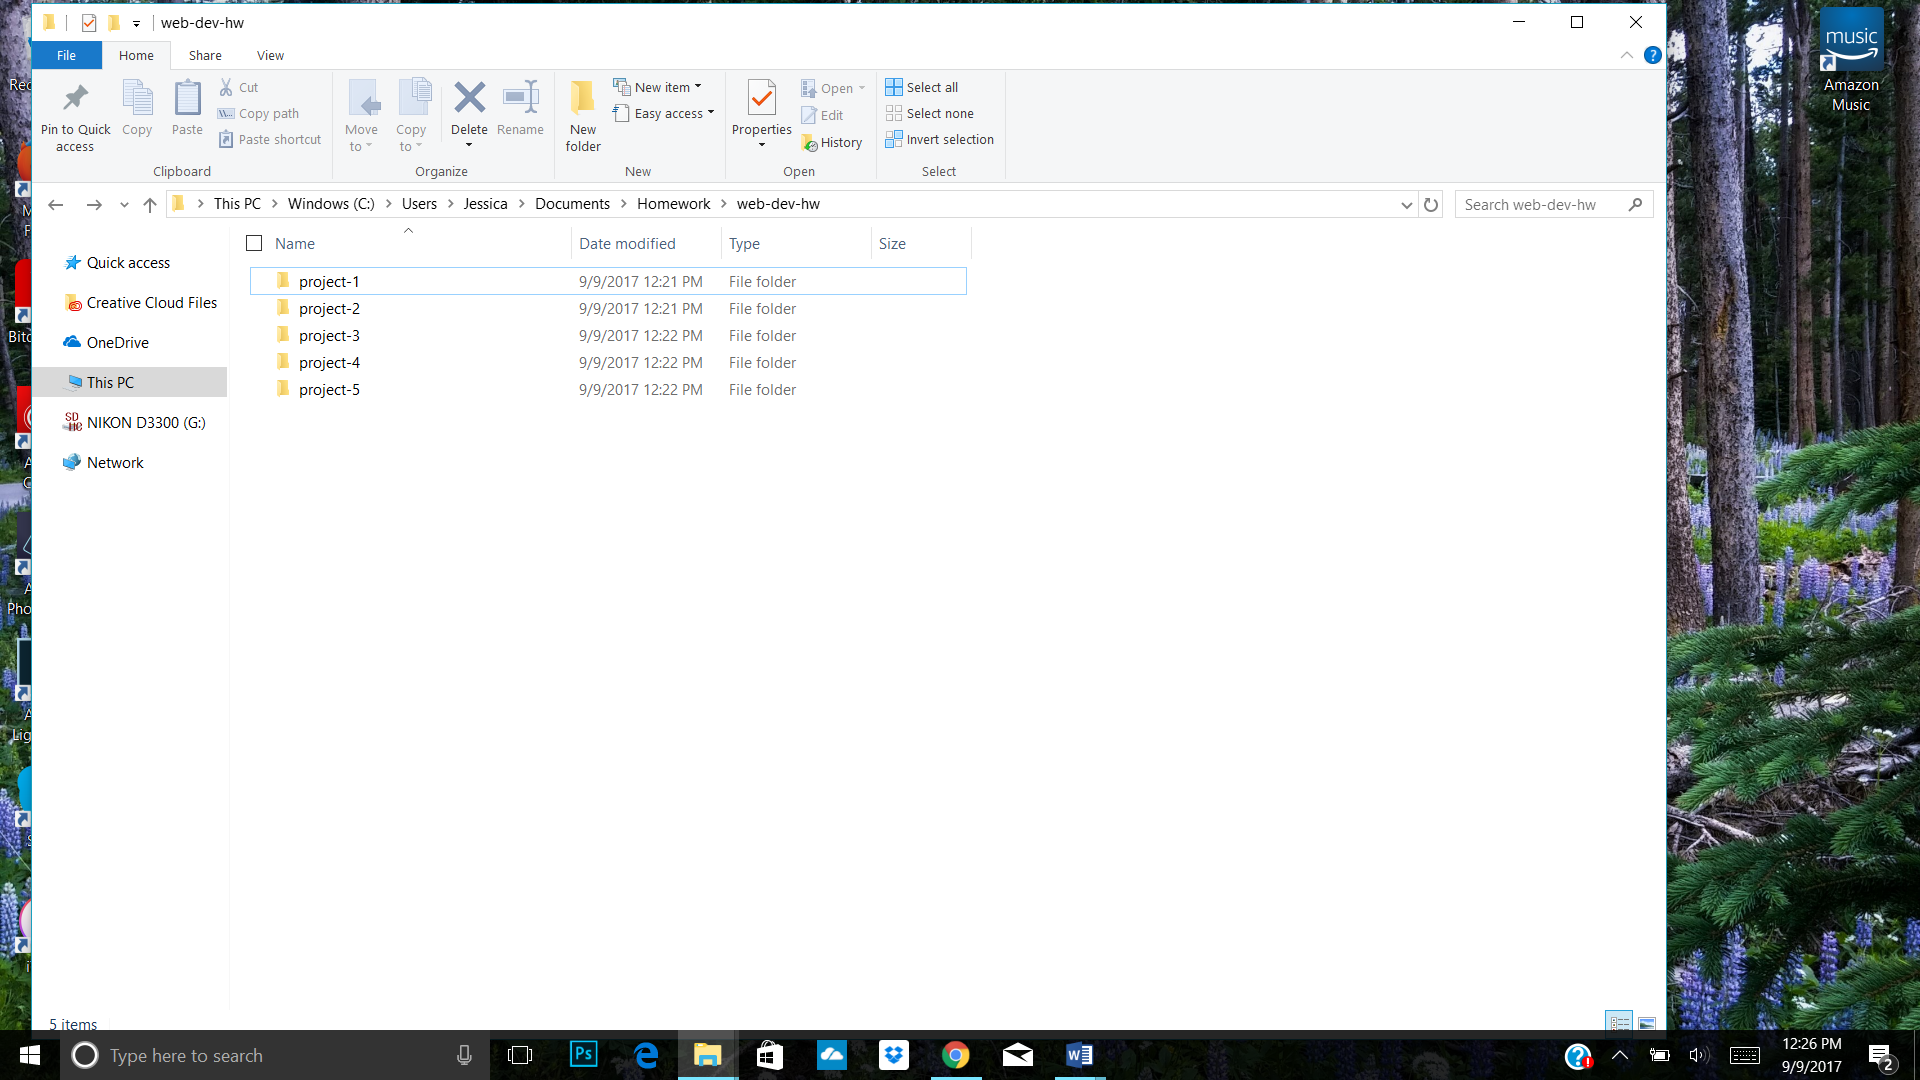 web-dev-hw
File Home Share View
Pin to Quick access
Copy
Paste
Cut
Copy path
Paste shortcut
Clipboard
Move to
Copy to
Delete
Rename
Organize
New folder
New item
Easy access
New
Properties
Open
Edit
History
Open
Select all
Select none
Invert selection
Select
This PC Windows (C:) Users Jessica Documents Homework web-dev-hw
Search web-dev-hw
Name Date modified Type Size
project-1 9/9/2017 12:21 PM File folder
project-2 9/9/2017 12:21 PM File folder
project-3 9/9/2017 12:22 PM File folder
project-4 9/9/2017 12:22 PM File folder
project-5 9/9/2017 12:22 PM File folder
Quick access
Creative Cloud Files
OneDrive
This PC
SD HC NIKON D3300 (G:)
Network
5 items
music
Amazon
Music
Rec
Bitd
Pho
Lig
Type here to search
Ps
12:26 PM
9/9/2017
2